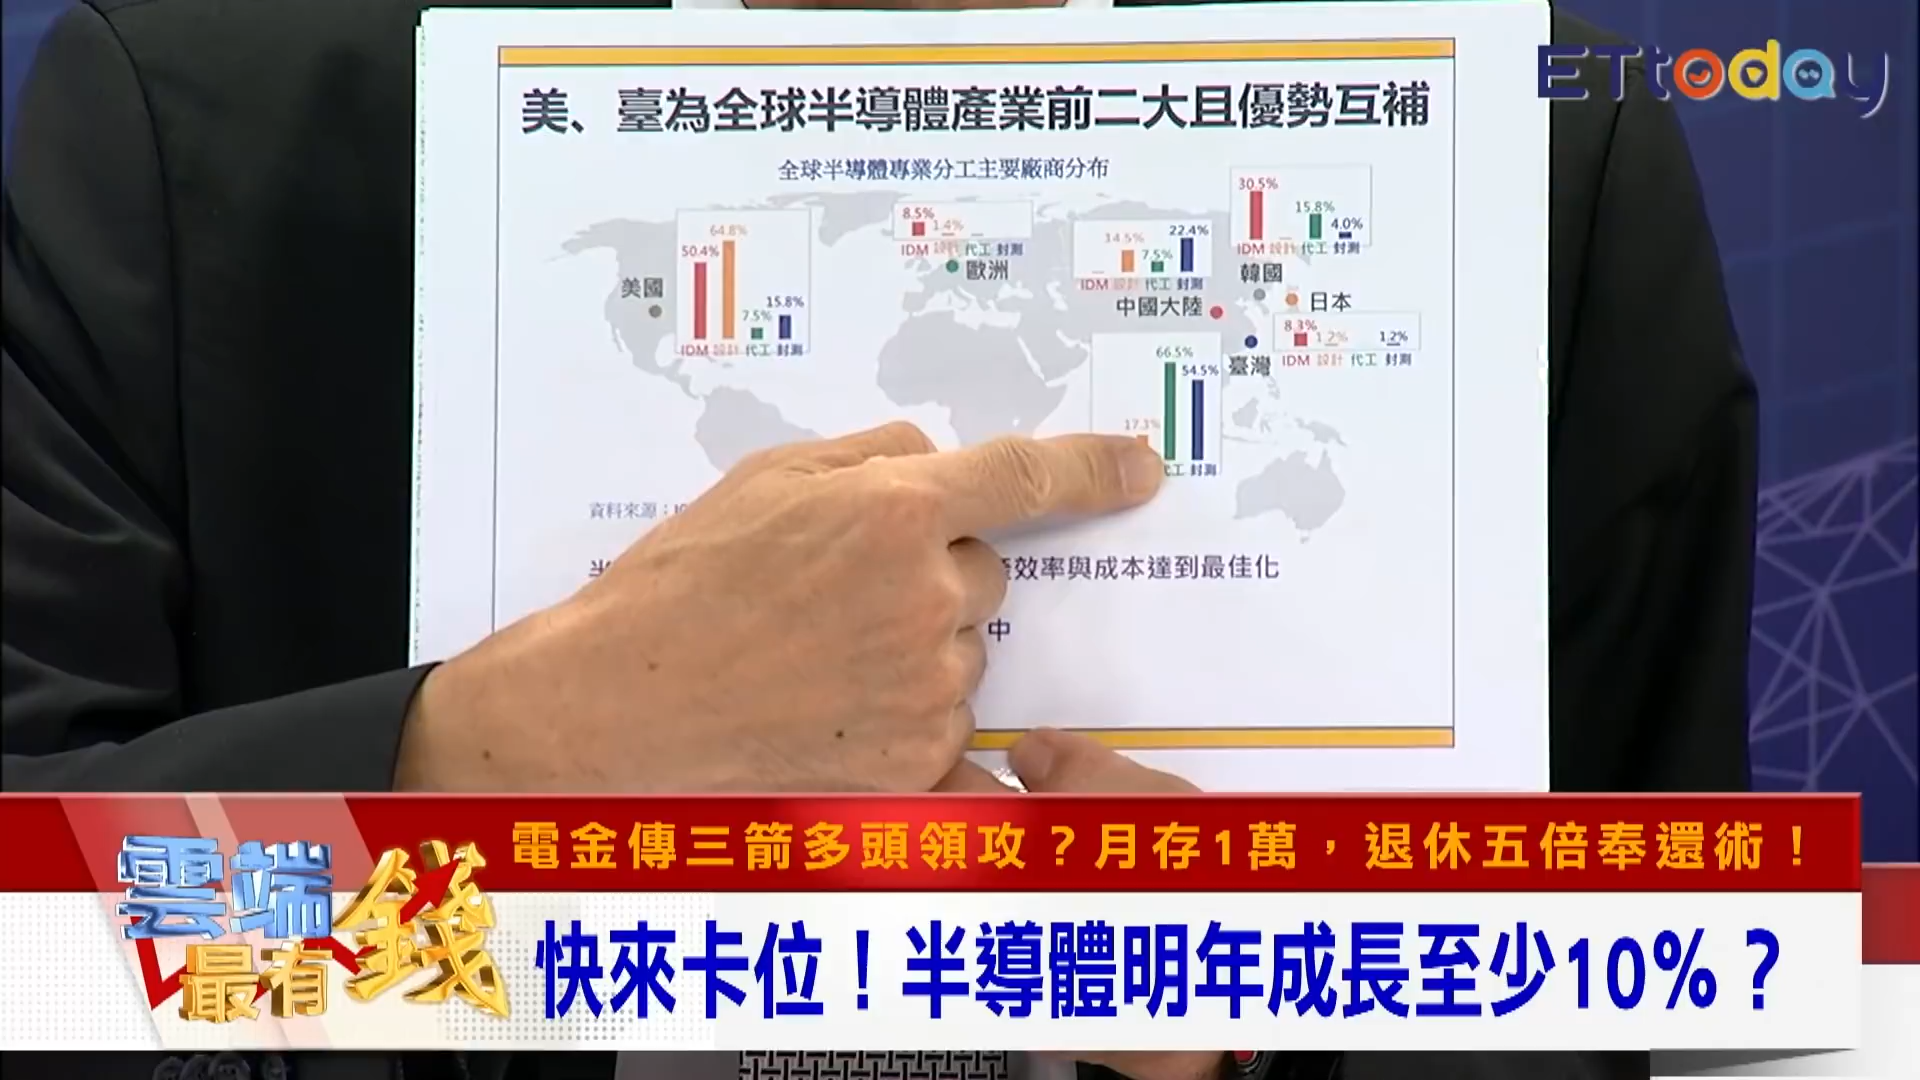 ETtoday
美、臺為全球半導體產業前二大且優勢互補
全球半導體專業分工主要廠商分布
美國
50.4%
64.8%
7.5%
15.8%
IDM 設計 代工 封測
8.5%
1.4%
IDM 設計 代工 封測
歐洲
14.5%
7.5%
22.4%
IDM 設計 代工 封測
中國大陸
30.5%
15.8%
4.0%
IDM 設計 代工 封測
韓國
日本
8.3%
1.2%
1.2%
IDM 設計 代工 封測
臺灣
17.3%
66.5%
54.5%
代工 封測
資料來源：
效率與成本達到最佳化
中
電金傳三箭多頭領攻？月存1萬，退休五倍奉還術！
雲端最有錢
快來卡位！半導體明年成長至少10%？